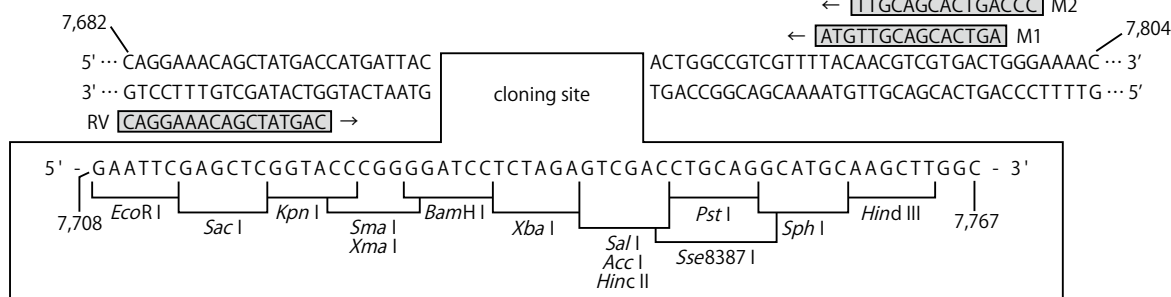 ← TTGCAGCACTGACCC M2
7,682 ← ATGTTGCAGCACTGA M1 7,804
5' ··· CAGGAAACAGCTATGACCATGATTAC ACTGGCCGTCGTTTTACAACGTCGTGACTGGGAAAAC ··· 3'
3' ··· GTCCTTTGTCGATACTGGTACTAATG cloning site TGACCGGCAGCAAAATGTTGCAGCACTGACCCTTTTG ··· 5'
RV CAGGAAACAGCTATGAC →
5' - GAATTCGAGCTCGGTACCCGGGGATCCTCTAGAGTCGACCTGCAGGCATGCAAGCTTGGC - 3'
7,708 EcoR I Sac I Kpn I Sma I BamH I Xba I Sal I Pst I Sph I Hind III 7,767
Xma I Acc I Sse8387 I
Hinc II